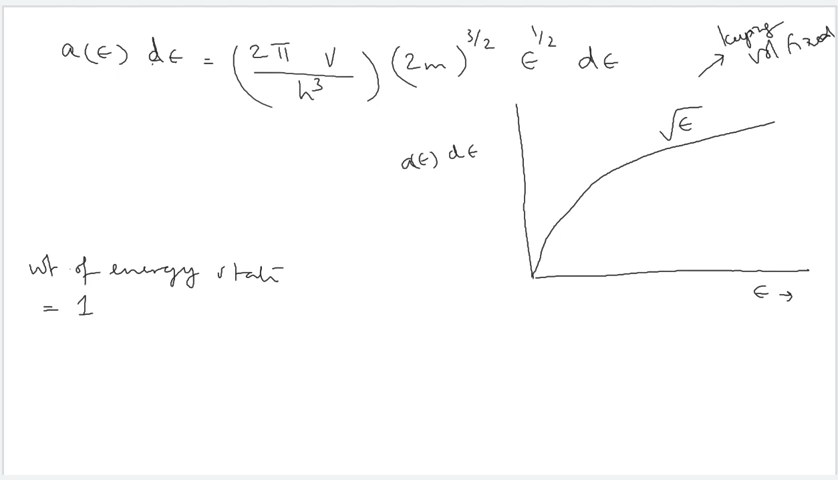 a(ε) dε = (2π V / h³) (2m)^3/2 ε^1/2 dε
keeping vol fixed
√ε
a(ε) dε
wt of energy state
= 1
ε →